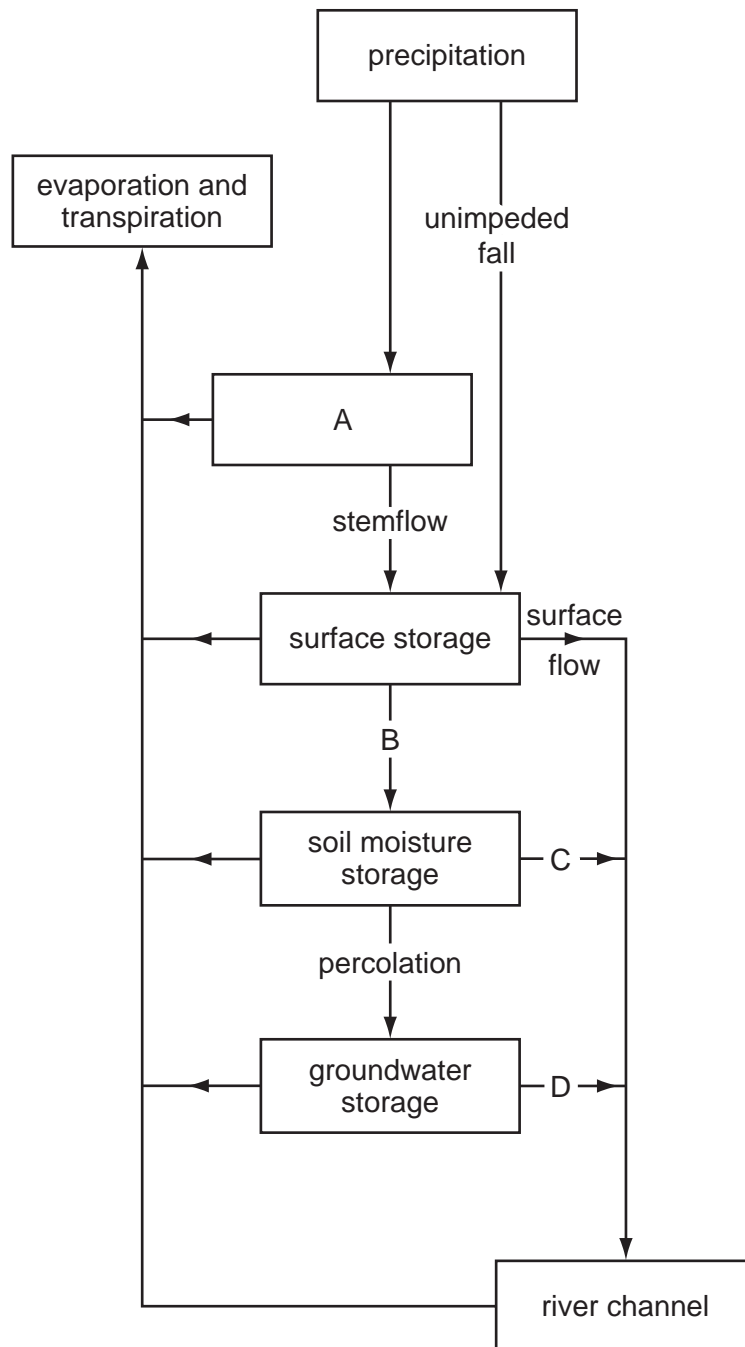 precipitation
evaporation and
transpiration
unimpeded
fall
A
stemflow
surface storage
surface
flow
B
soil moisture
storage
C
percolation
groundwater
storage
D
river channel